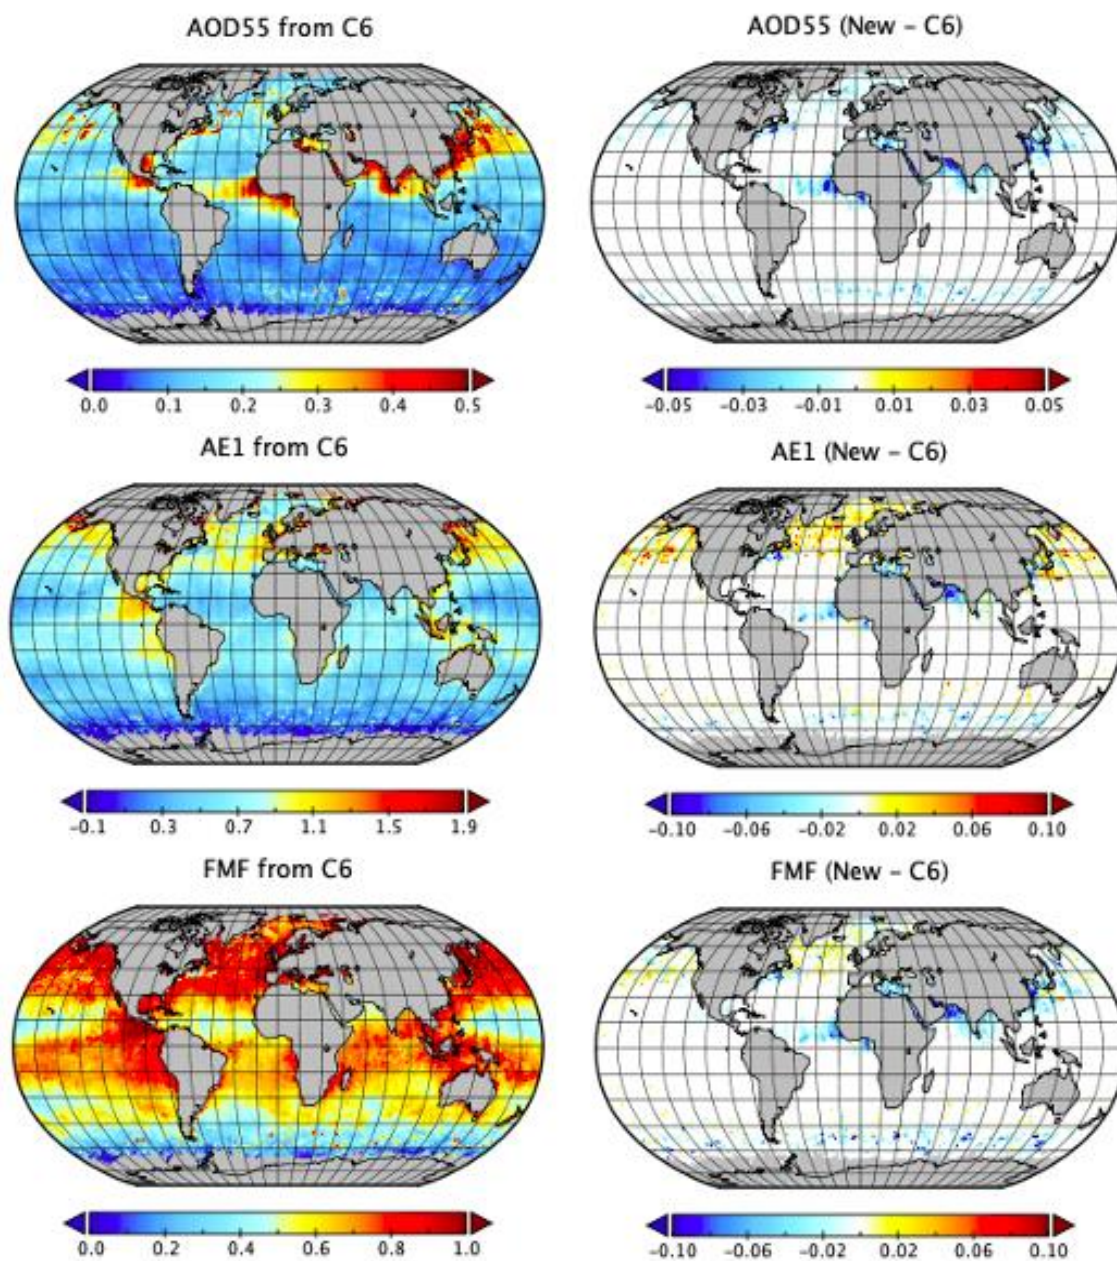 AOD55 from C6
AOD55 (New – C6)
0.0 0.1 0.2 0.3 0.4 0.5
−0.05 −0.03 −0.01 0.01 0.03 0.05
AE1 from C6
AE1 (New – C6)
−0.1 0.3 0.7 1.1 1.5 1.9
−0.10 −0.06 −0.02 0.02 0.06 0.10
FMF from C6
FMF (New – C6)
0.0 0.2 0.4 0.6 0.8 1.0
−0.10 −0.06 −0.02 0.02 0.06 0.10